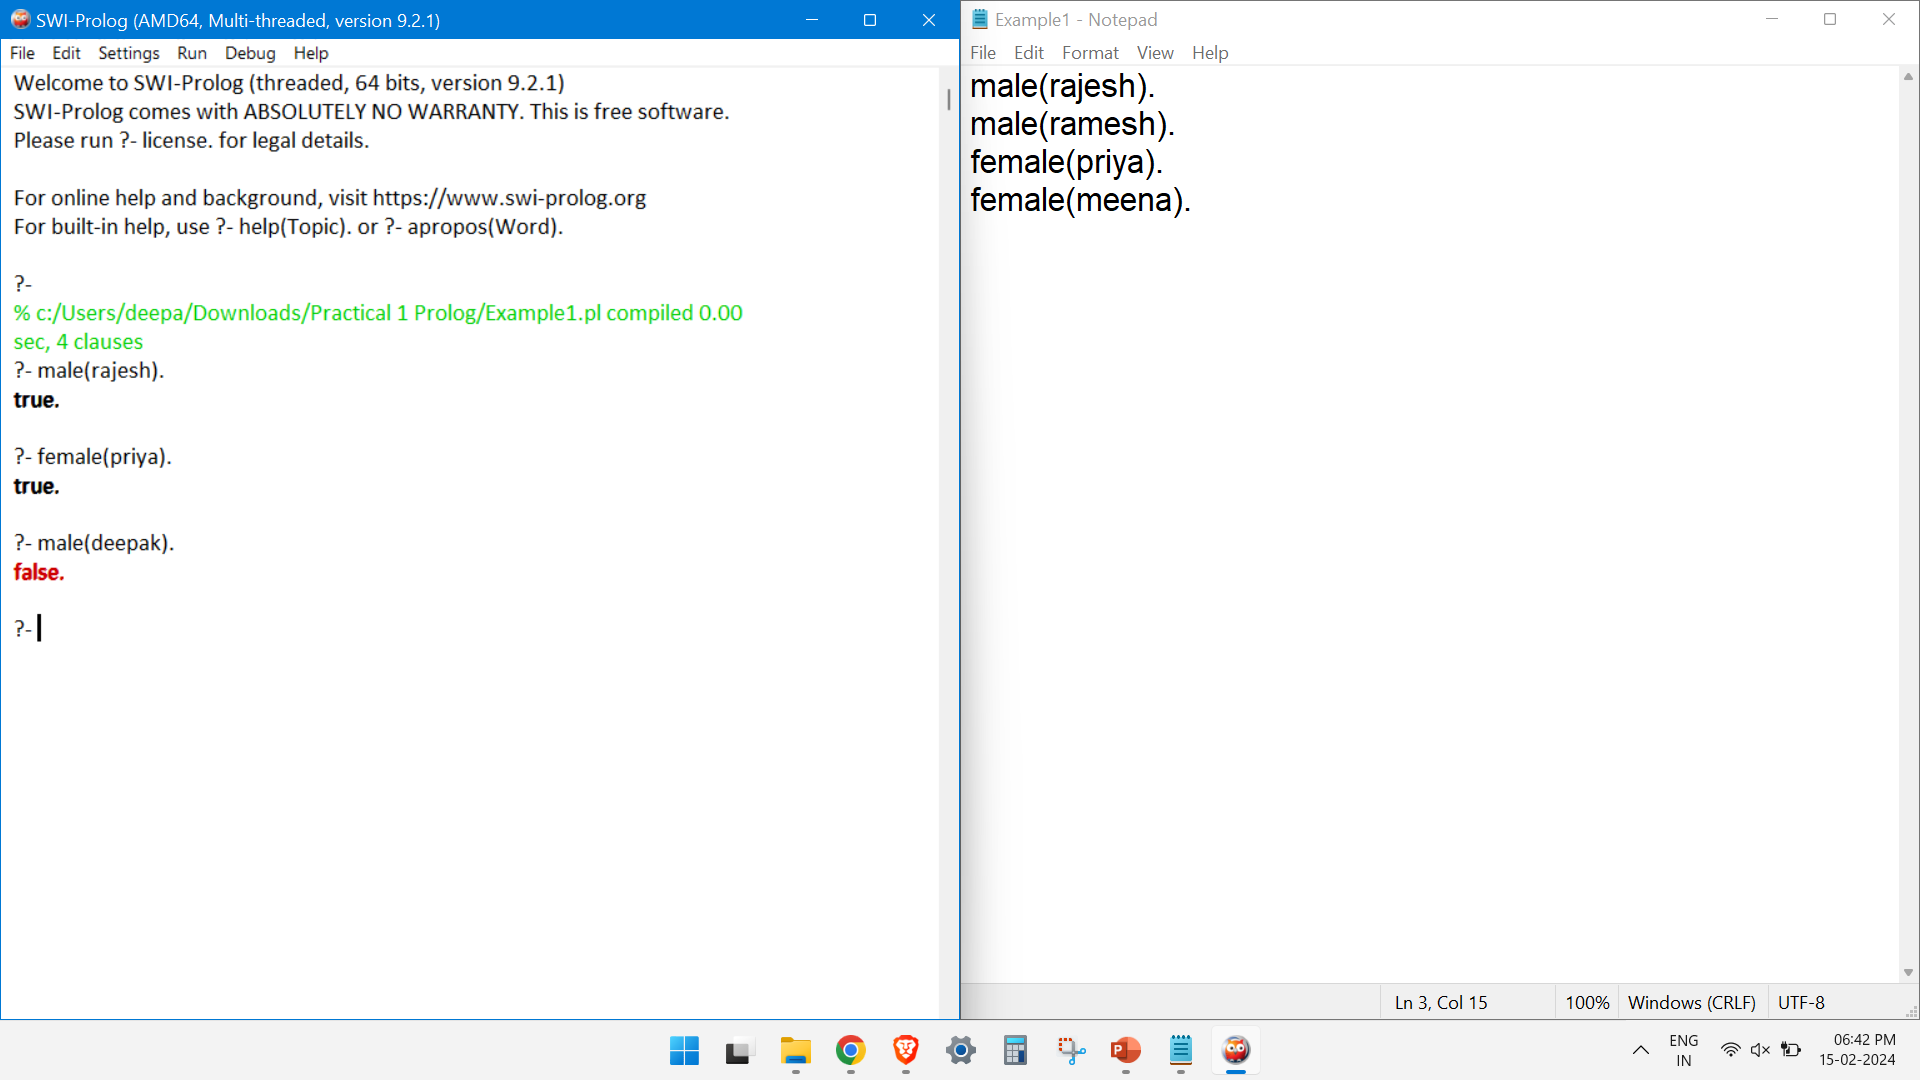 SWI-Prolog (AMD64, Multi-threaded, version 9.2.1)
File Edit Settings Run Debug Help
Welcome to SWI-Prolog (threaded, 64 bits, version 9.2.1)
SWI-Prolog comes with ABSOLUTELY NO WARRANTY. This is free software.
Please run ?- license. for legal details.
For online help and background, visit https://www.swi-prolog.org
For built-in help, use ?- help(Topic). or ?- apropos(Word).
?-
% c:/Users/deepa/Downloads/Practical 1 Prolog/Example1.pl compiled 0.00
sec, 4 clauses
?- male(rajesh).
true.
?- female(priya).
true.
?- male(deepak).
false.
?-
Example1 - Notepad
File Edit Format View Help
male(rajesh).
male(ramesh).
female(priya).
female(meena).
Ln 3, Col 15 100% Windows (CRLF) UTF-8
ENG
IN
06:42 PM
15-02-2024